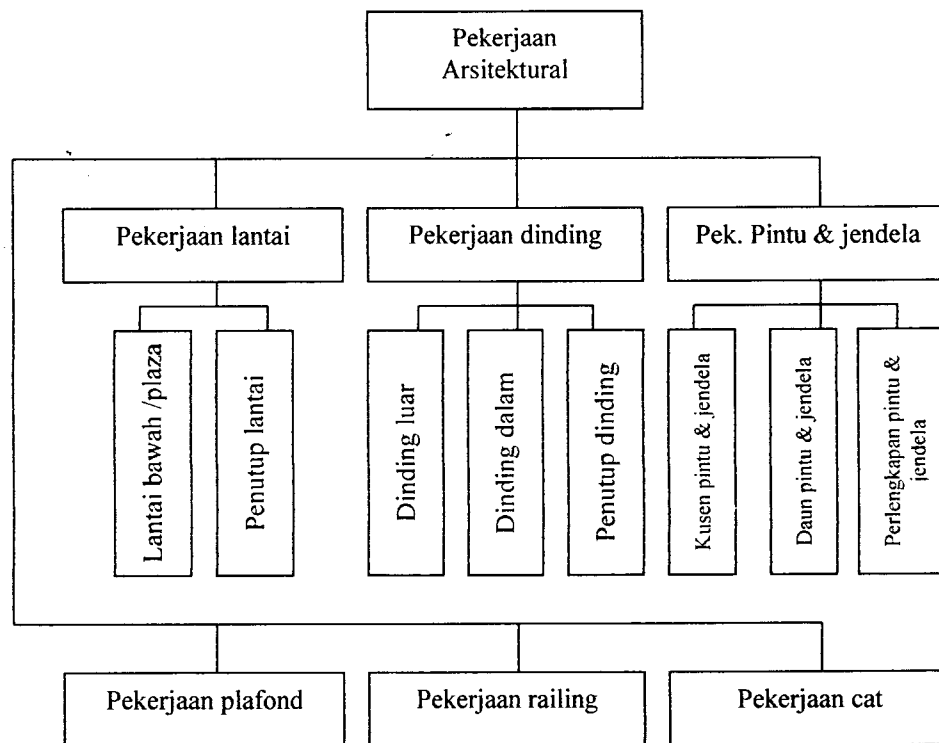 Pekerjaan
Arsitektural
Pekerjaan lantai
Pekerjaan dinding
Pek. Pintu & jendela
Lantai bawah /plaza
Penutup lantai
Dinding luar
Dinding dalam
Penutup dinding
Kusen pintu & jendela
Daun pintu & jendela
Perlengkapan pintu &
jendela
Pekerjaan plafond
Pekerjaan railing
Pekerjaan cat